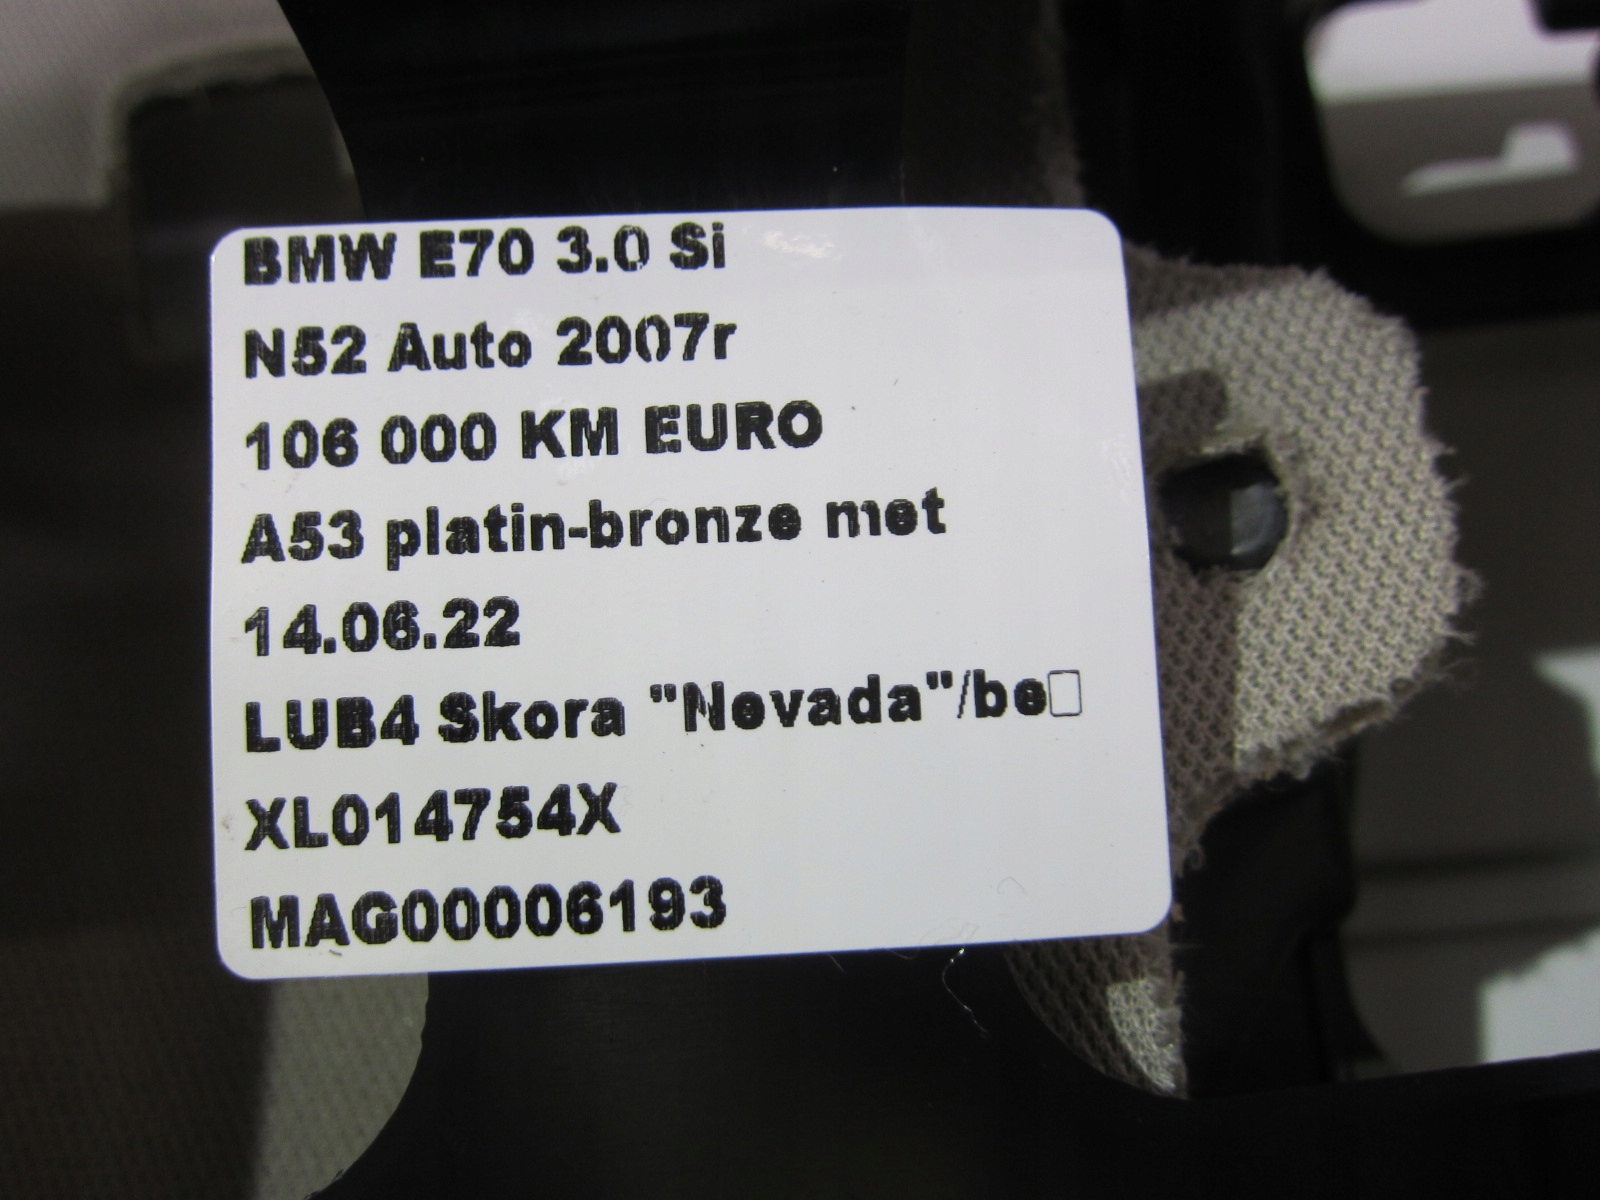 BMW E70 3.0 Si
N52 Auto 2007r
106 000 KM EURO
A53 platin-bronze met
14.06.22
LUB4 Skora "Nevada"/be□
XL014754X
MAG00006193